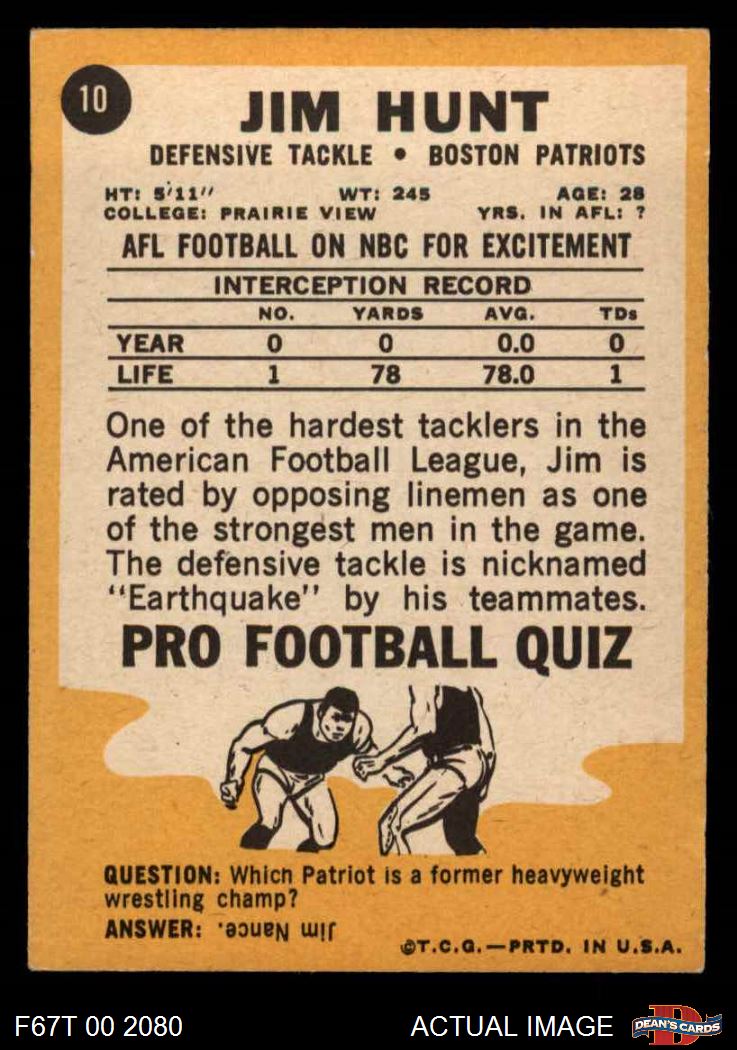 10
JIM HUNT
DEFENSIVE TACKLE • BOSTON PATRIOTS
HT: 5'11" WT: 245 AGE: 28
COLLEGE: PRAIRIE VIEW YRS. IN AFL: 7
AFL FOOTBALL ON NBC FOR EXCITEMENT
INTERCEPTION RECORD
NO. YARDS AVG. TDs
YEAR 0 0 0.0 0
LIFE 1 78 78.0 1
One of the hardest tacklers in the
American Football League, Jim is
rated by opposing linemen as one
of the strongest men in the game.
The defensive tackle is nicknamed
"Earthquake" by his teammates.
PRO FOOTBALL QUIZ
QUESTION: Which Patriot is a former heavyweight
wrestling champ?
ANSWER: Jim Nance.
©T.C.G.—PRTD. IN U.S.A.
F67T 00 2080 ACTUAL IMAGE D DEAN'S CARDS